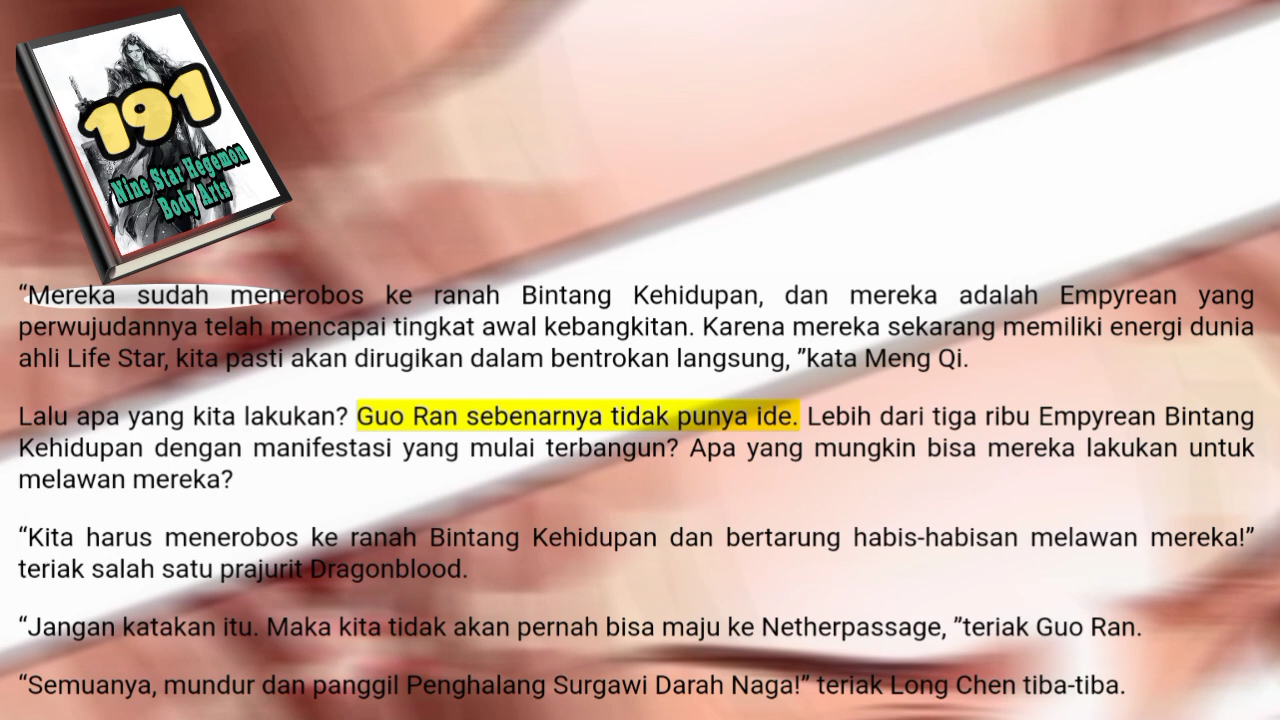 191
Nine Star Hegemon
Body Arts
“Mereka sudah menerobos ke ranah Bintang Kehidupan, dan mereka adalah Empyrean yang
perwujudannya telah mencapai tingkat awal kebangkitan. Karena mereka sekarang memiliki energi dunia
ahli Life Star, kita pasti akan dirugikan dalam bentrokan langsung, ”kata Meng Qi.
Lalu apa yang kita lakukan? Guo Ran sebenarnya tidak punya ide. Lebih dari tiga ribu Empyrean Bintang
Kehidupan dengan manifestasi yang mulai terbangun? Apa yang mungkin bisa mereka lakukan untuk
melawan mereka?
“Kita harus menerobos ke ranah Bintang Kehidupan dan bertarung habis-habisan melawan mereka!”
teriak salah satu prajurit Dragonblood.
“Jangan katakan itu. Maka kita tidak akan pernah bisa maju ke Netherpassage, ”teriak Guo Ran.
“Semuanya, mundur dan panggil Penghalang Surgawi Darah Naga!” teriak Long Chen tiba-tiba.